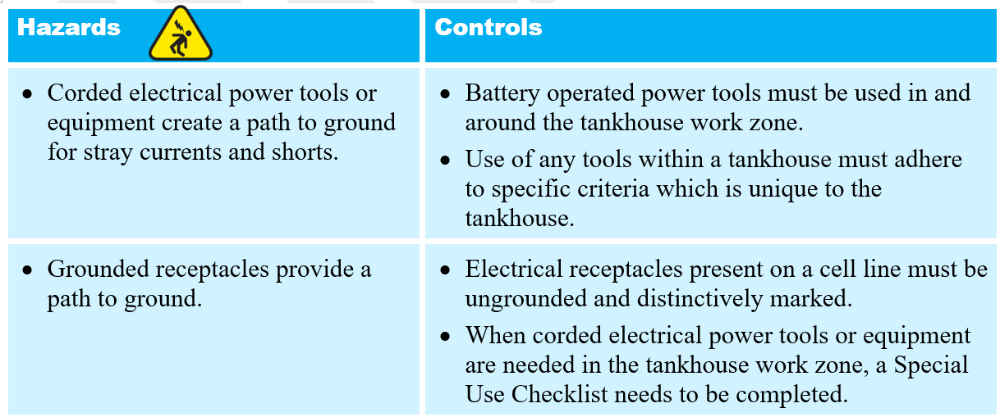 Hazards
Controls
• Corded electrical power tools or
equipment create a path to ground
for stray currents and shorts.
• Battery operated power tools must be used in and
around the tankhouse work zone.
• Use of any tools within a tankhouse must adhere
to specific criteria which is unique to the
tankhouse.
• Grounded receptacles provide a
path to ground.
• Electrical receptacles present on a cell line must be
ungrounded and distinctively marked.
• When corded electrical power tools or equipment
are needed in the tankhouse work zone, a Special
Use Checklist needs to be completed.